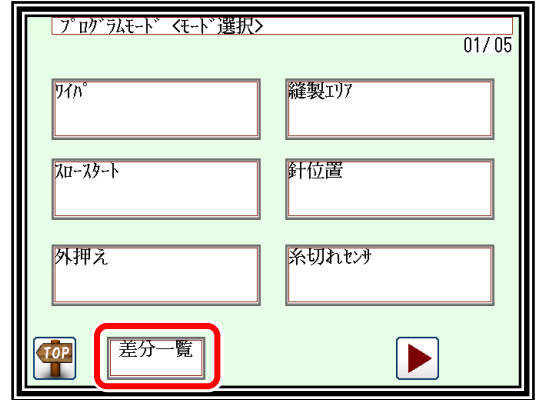 ﾌﾟﾛｸﾞﾗﾑﾓｰﾄﾞ <ﾓｰﾄﾞ選択>
01/05
ﾜｲﾊﾟ
縫製ｴﾘｱ
ｽﾛｰｽﾀｰﾄ
針位置
外押え
糸切れｾﾝｻ
TOP
差分一覧